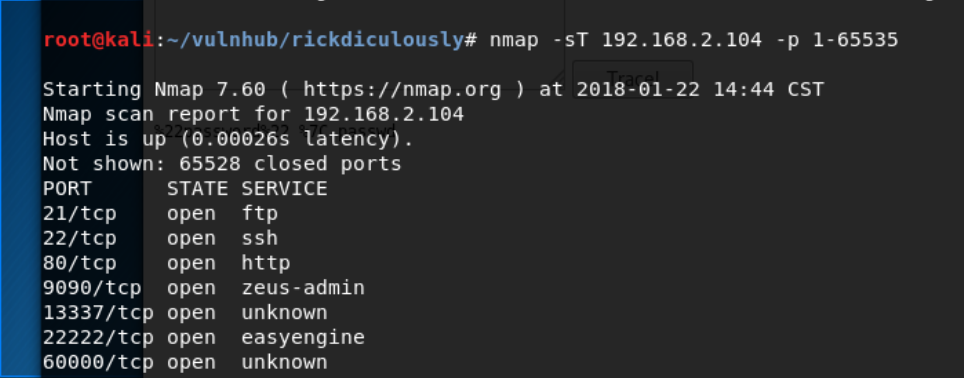 root@kali:~/vulnhub/rickdiculously# nmap -sT 192.168.2.104 -p 1-65535
Trace!
Starting Nmap 7.60 ( https://nmap.org ) at 2018-01-22 14:44 CST
Nmap scan report for 192.168.2.104
Host is up (0.00026s latency).
Not shown: 65528 closed ports
PORT     STATE SERVICE
21/tcp   open  ftp
22/tcp   open  ssh
80/tcp   open  http
9090/tcp  open  zeus-admin
13337/tcp open  unknown
22222/tcp open  easyengine
60000/tcp open  unknown